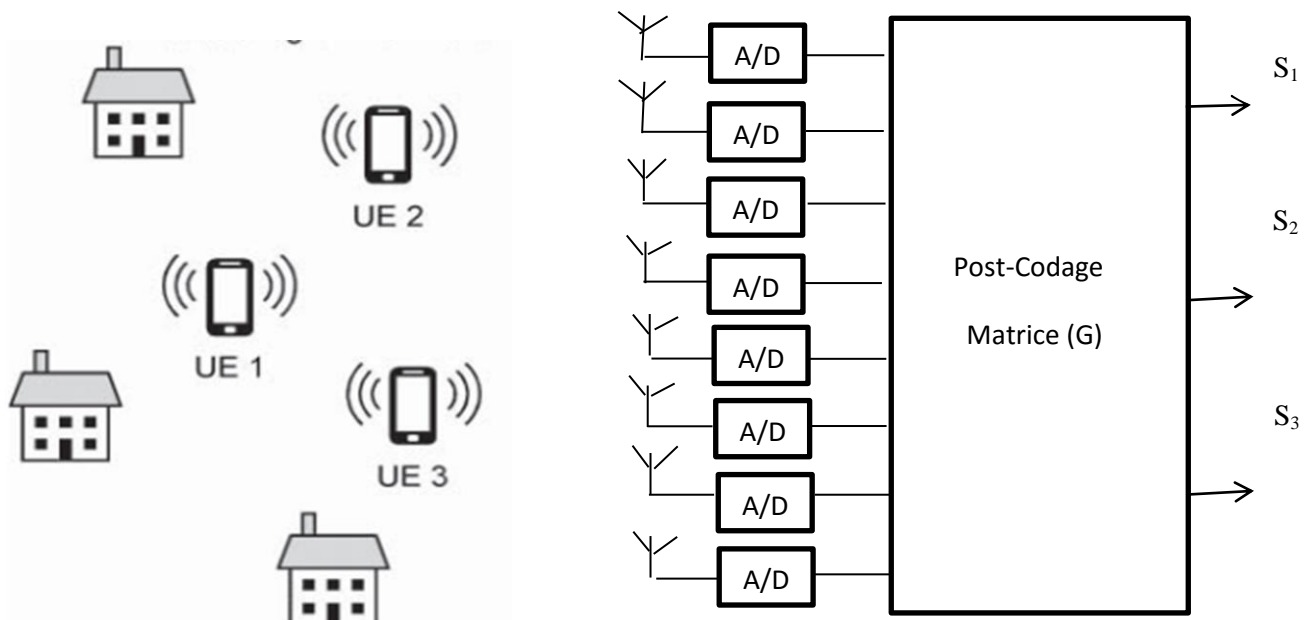 UE 2
UE 1
UE 3
A/D
A/D
A/D
A/D
A/D
A/D
A/D
A/D
Post-Codage
Matrice (G)
S₁
S₂
S₃